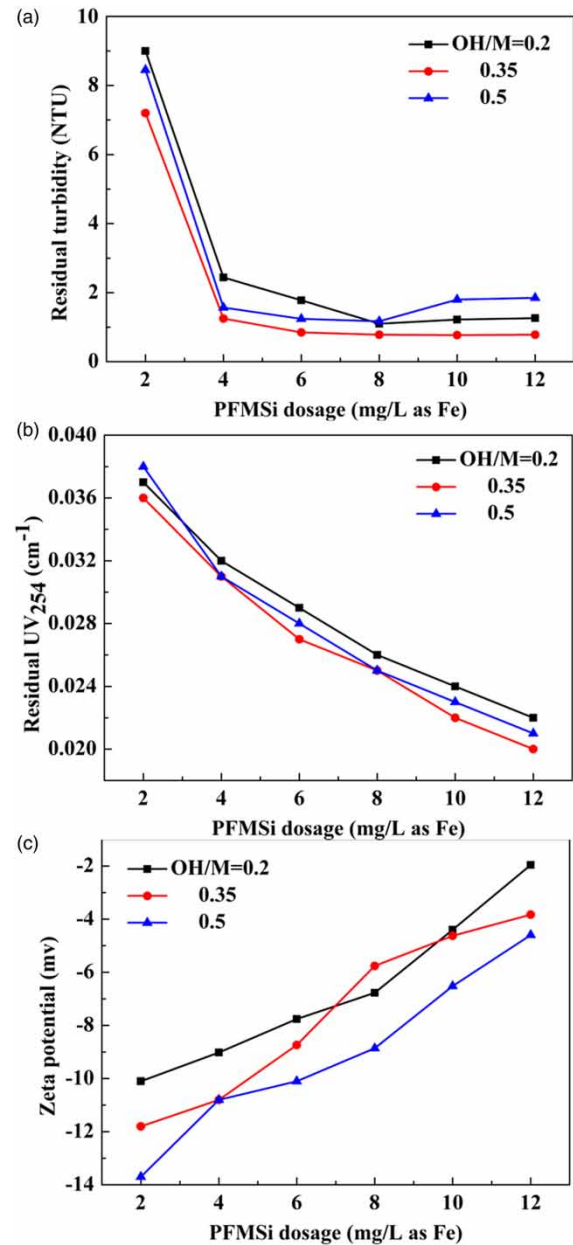 (a)
10
8
6
4
2
0
Residual turbidity (NTU)
OH/M=0.2
0.35
0.5
2 4 6 8 10 12
PFMSi dosage (mg/L as Fe)
(b)
0.040
0.036
0.032
0.028
0.024
0.020
Residual UV254 (cm-1)
OH/M=0.2
0.35
0.5
2 4 6 8 10 12
PFMSi dosage (mg/L as Fe)
(c)
-2
-4
-6
-8
-10
-12
-14
Zeta potential (mv)
OH/M=0.2
0.35
0.5
2 4 6 8 10 12
PFMSi dosage (mg/L as Fe)